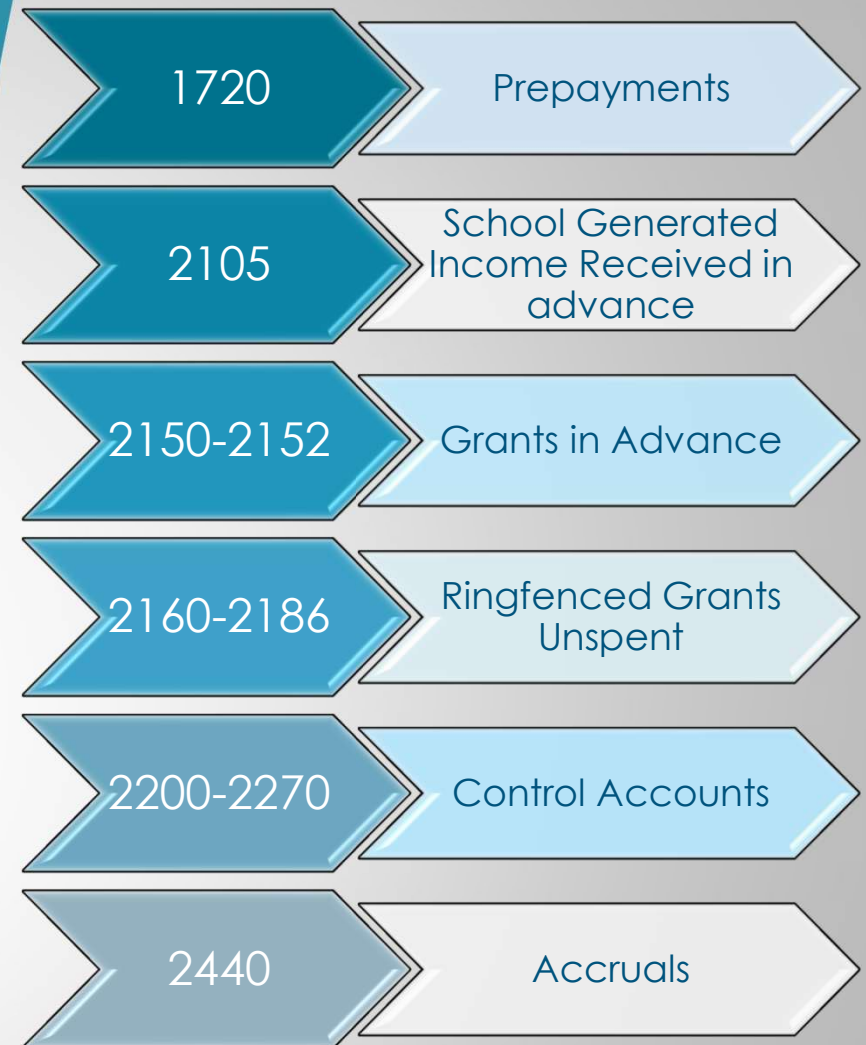 1720
Prepayments
2105
School Generated
Income Received in
advance
2150-2152
Grants in Advance
2160-2186
Ringfenced Grants
Unspent
2200-2270
Control Accounts
2440
Accruals